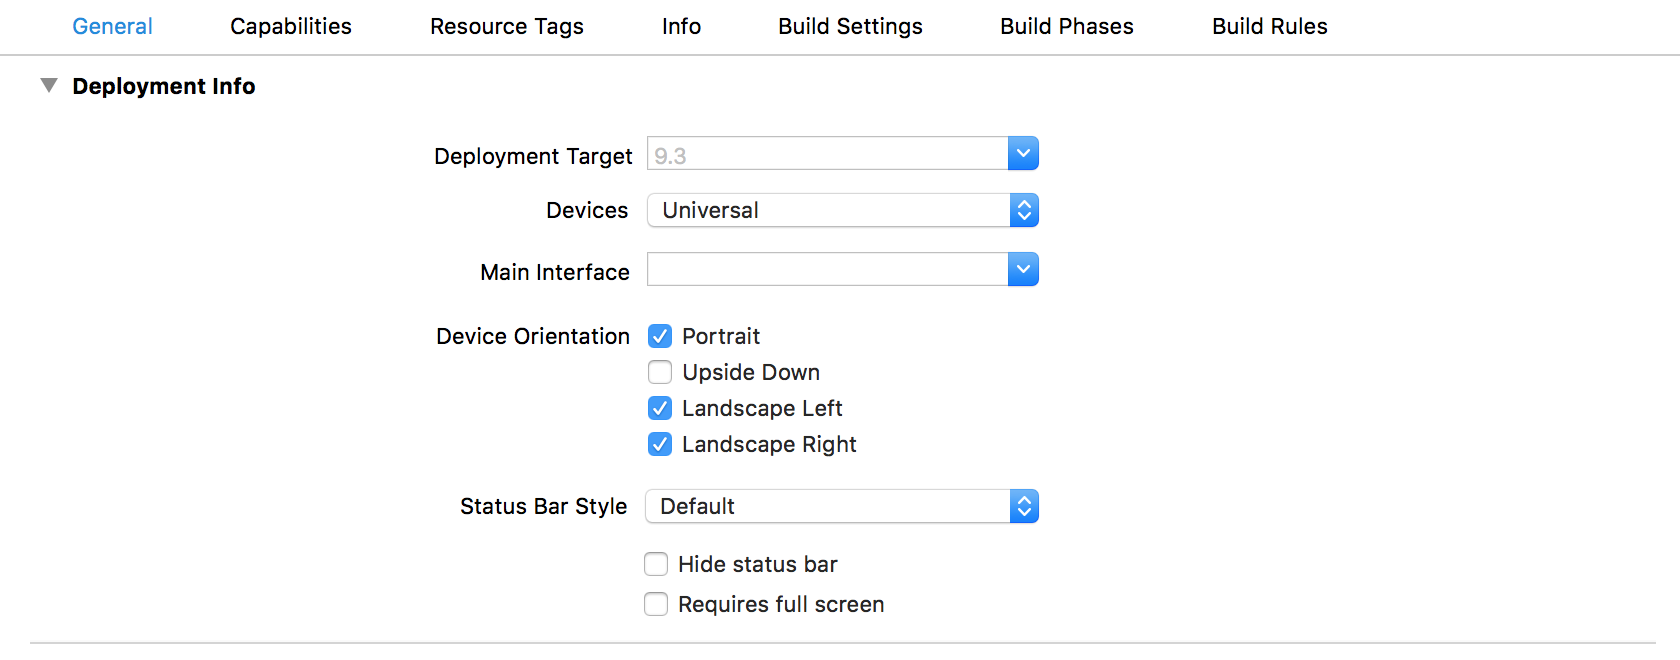 General Capabilities Resource Tags Info Build Settings Build Phases Build Rules
Deployment Info
Deployment Target 9.3
Devices Universal
Main Interface
Device Orientation Portrait
Upside Down
Landscape Left
Landscape Right
Status Bar Style Default
Hide status bar
Requires full screen